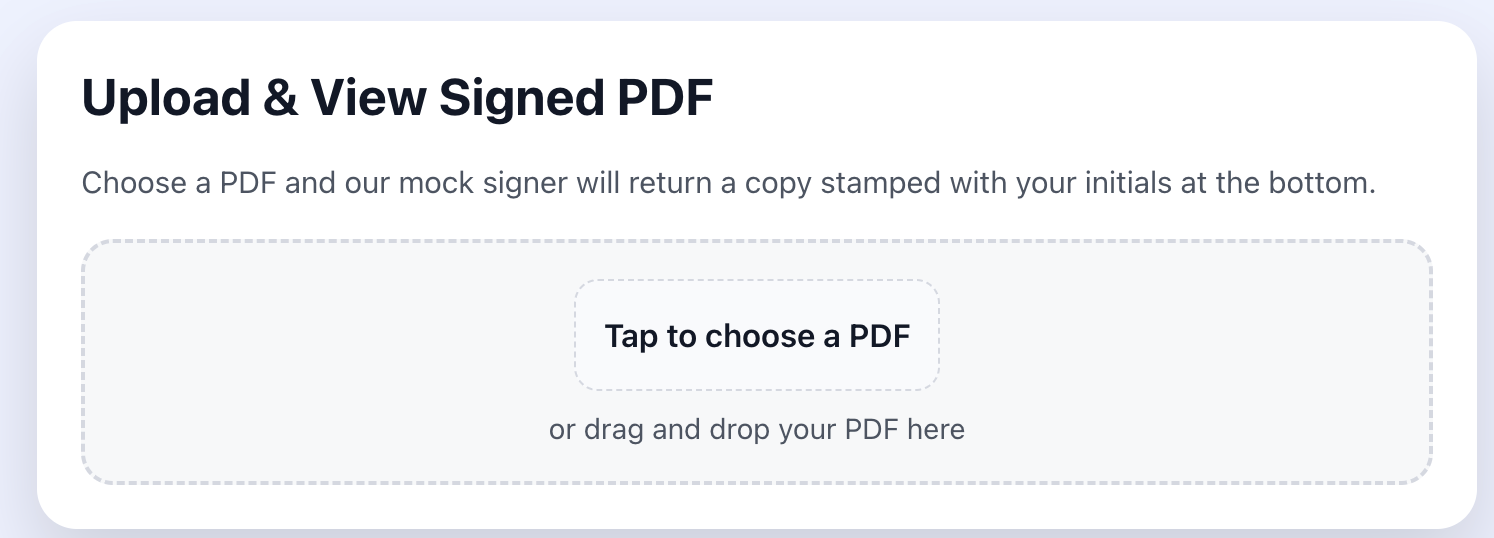 Upload & View Signed PDF
Choose a PDF and our mock signer will return a copy stamped with your initials at the bottom.
Tap to choose a PDF
or drag and drop your PDF here